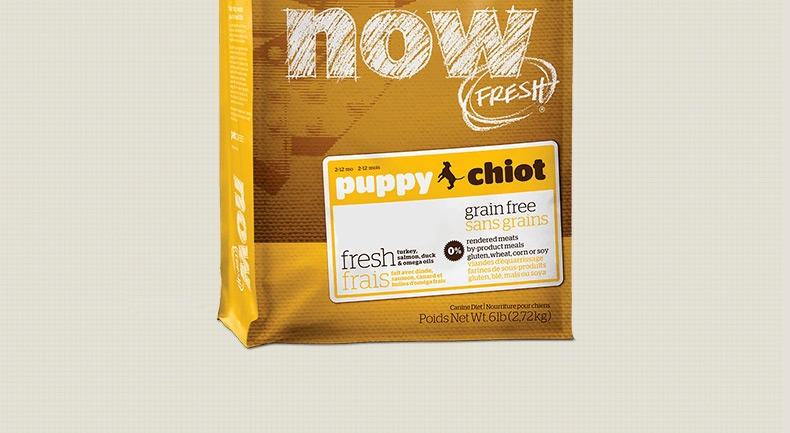 now
FRESH
®
2-12 mo 2-12 mois
puppy chiot
grain free
sans grains
fresh turkey,
salmon, duck
& omega oils
frais fait avec dinde,
saumon, canard et
huiles d'oméga frais
0% rendered meats
by-product meals
gluten, wheat, corn or soy
viandes d'équarrissage
farines de sous-produits
gluten, blé, maïs ou soya
Canine Diet | Nourriture pour chiens
Poids Net Wt. 6lb (2,72kg)
now
FRESH